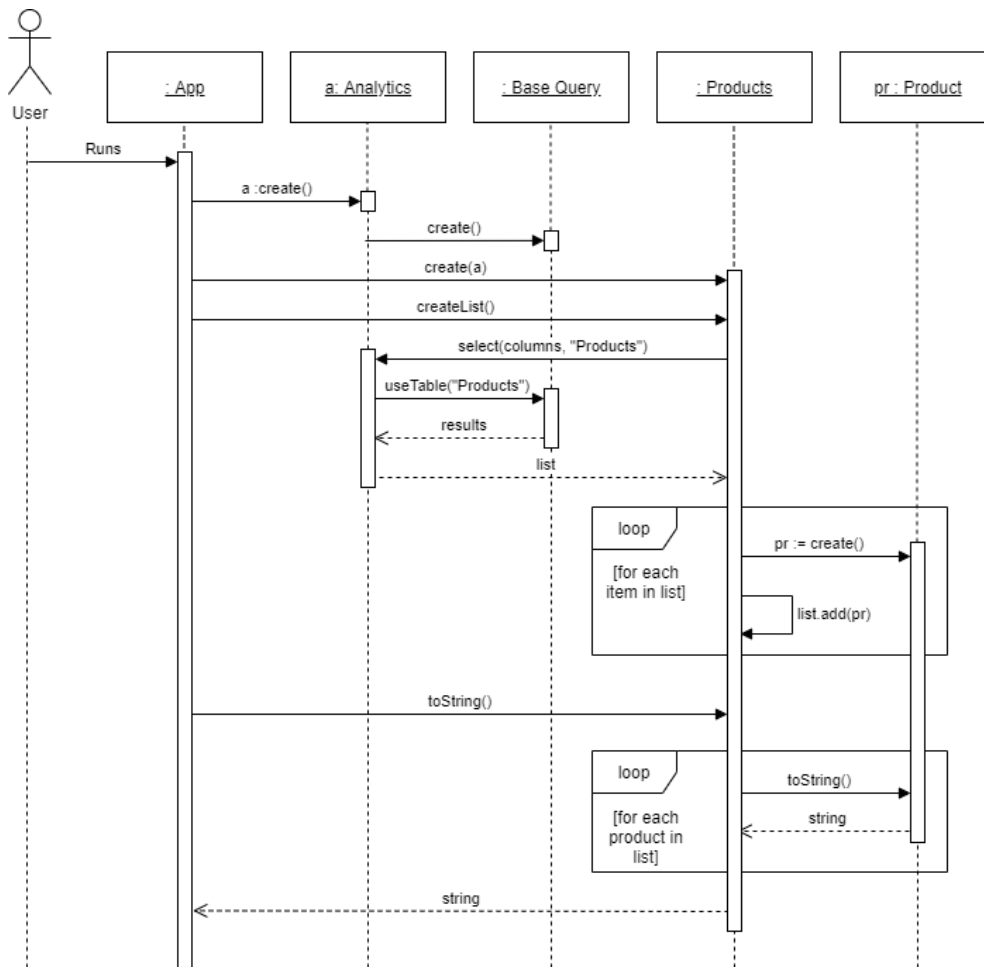 User
: App
a: Analytics
: Base Query
: Products
pr : Product
Runs
a :create()
create()
create(a)
createList()
select(columns, "Products")
useTable("Products")
results
list
loop
pr := create()
[for each
item in list]
list.add(pr)
toString()
loop
toString()
[for each
product in
list]
string
string